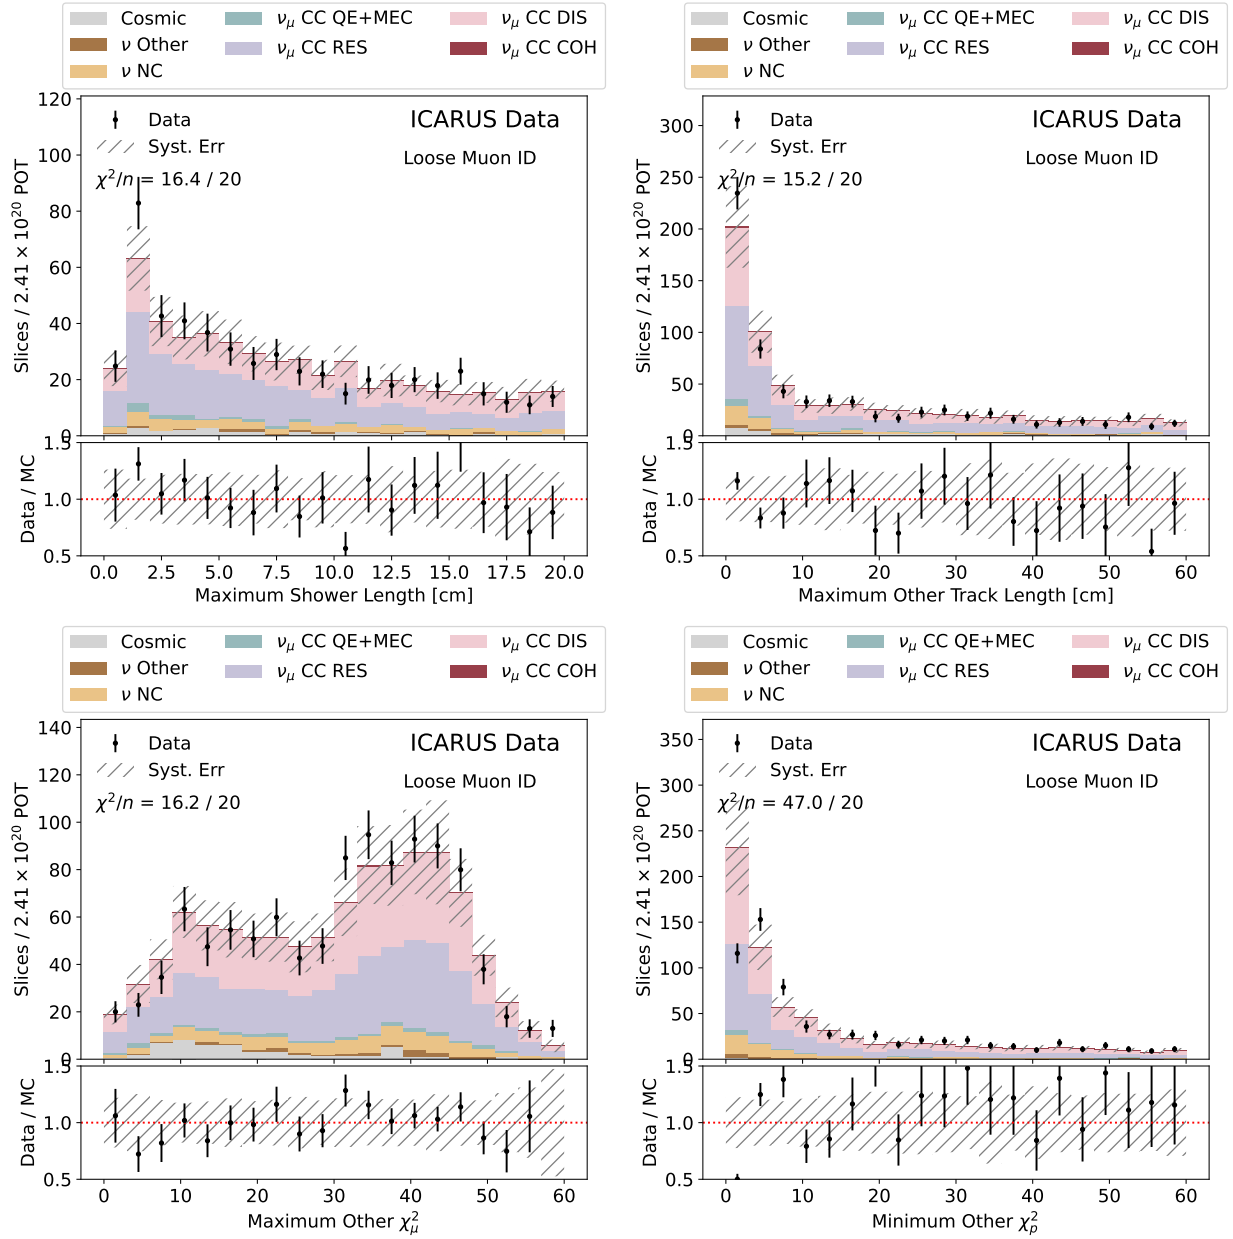 Cosmic
ν Other
ν NC
νμ CC QE+MEC
νμ CC RES
νμ CC DIS
νμ CC COH
120
100
80
60
40
20
0
Slices / 2.41 × 10²⁰ POT
Data
Syst. Err
χ²/n = 16.4 / 20
ICARUS Data
Loose Muon ID
1.5
1.0
0.5
Data / MC
0.0 2.5 5.0 7.5 10.0 12.5 15.0 17.5 20.0
Maximum Shower Length [cm]
Cosmic
ν Other
ν NC
νμ CC QE+MEC
νμ CC RES
νμ CC DIS
νμ CC COH
300
250
200
150
100
50
0
Slices / 2.41 × 10²⁰ POT
Data
Syst. Err
χ²/n = 15.2 / 20
ICARUS Data
Loose Muon ID
1.5
1.0
0.5
Data / MC
0 10 20 30 40 50 60
Maximum Other Track Length [cm]
Cosmic
ν Other
ν NC
νμ CC QE+MEC
νμ CC RES
νμ CC DIS
νμ CC COH
140
120
100
80
60
40
20
0
Slices / 2.41 × 10²⁰ POT
Data
Syst. Err
χ²/n = 16.2 / 20
ICARUS Data
Loose Muon ID
1.5
1.0
0.5
Data / MC
0 10 20 30 40 50 60
Maximum Other χ²μ
Cosmic
ν Other
ν NC
νμ CC QE+MEC
νμ CC RES
νμ CC DIS
νμ CC COH
350
300
250
200
150
100
50
0
Slices / 2.41 × 10²⁰ POT
Data
Syst. Err
χ²/n = 47.0 / 20
ICARUS Data
Loose Muon ID
1.5
1.0
0.5
Data / MC
0 10 20 30 40 50 60
Minimum Other χ²p